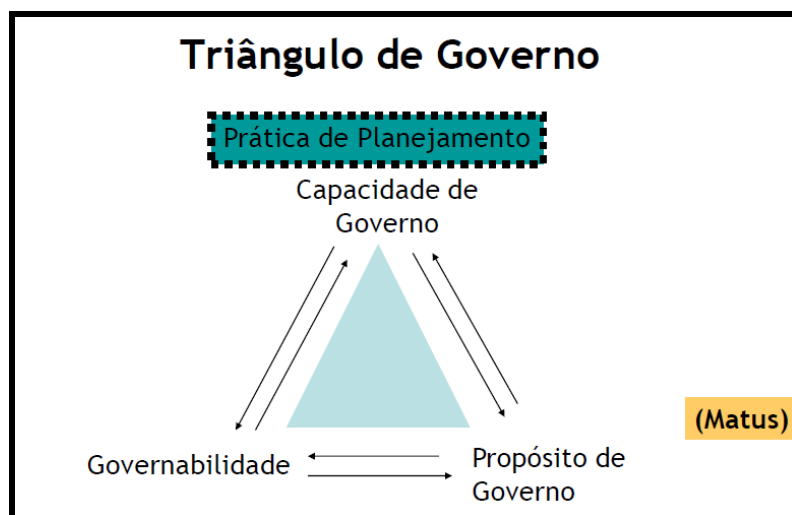 Triângulo de Governo
Prática de Planejamento
Capacidade de
Governo
Governabilidade
Propósito de
Governo
(Matus)